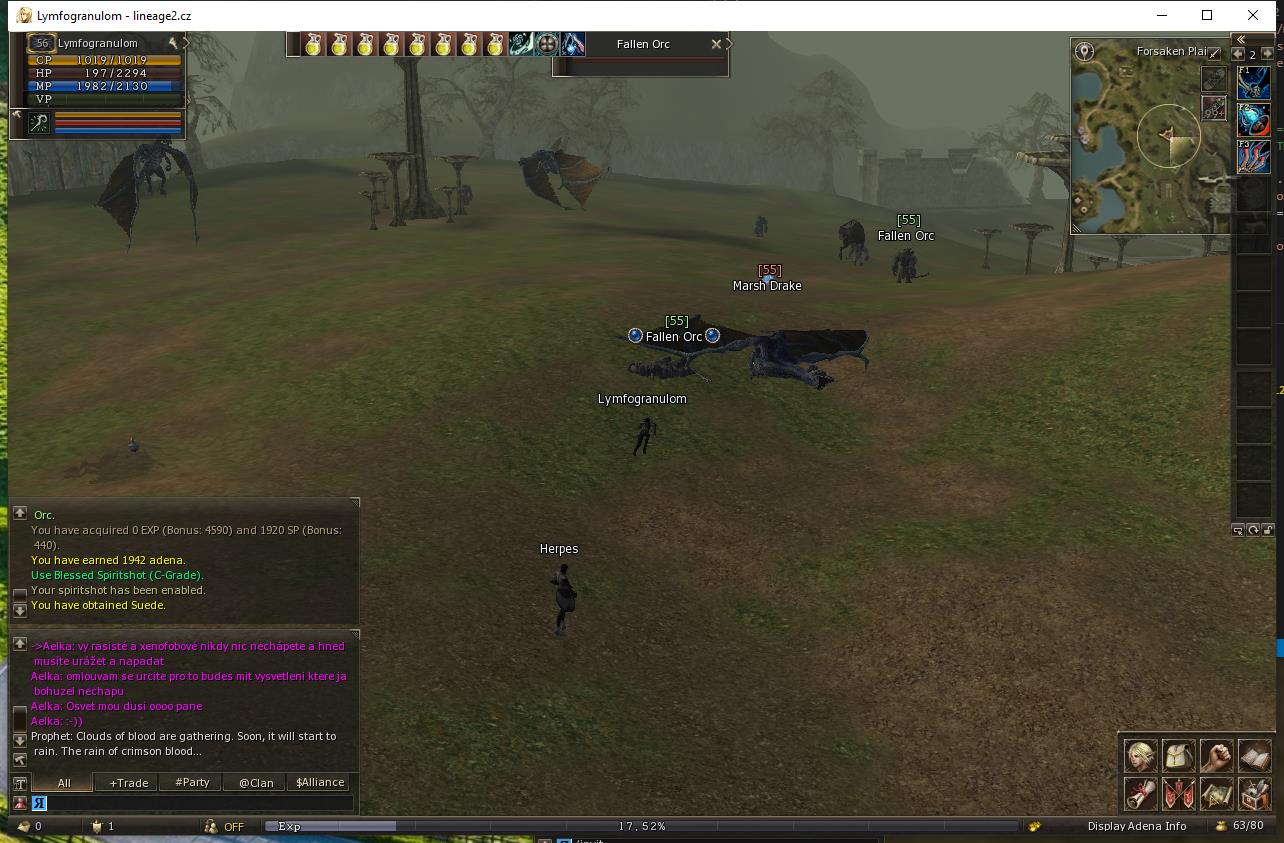 Lymfogranulom - lineage2.cz
56 Lymfogranulom
CP 1019/1019
HP 197/2294
MP 1982/2130
VP
Fallen Orc
Forsaken Plai
2
99+
F1
F2
F3
[55]
Fallen Orc
[55]
Marsh Drake
[55]
Fallen Orc
Lymfogranulom
Herpes
Orc.
You have acquired 0 EXP (Bonus: 4590) and 1920 SP (Bonus:
440).
You have earned 1942 adena.
Use Blessed Spiritshot (C-Grade).
Your spiritshot has been enabled.
You have obtained Suede.
->Aelka: vy rasisté a xenofobové nikdy nic nechápete a hned
musíte urážet a napadat
Aelka: omlouvam se urcite pro to budes mit vysvetleni ktere ja
bohuzel nechapu
Aelka: Osvet mou dusi oooo pane
Aelka: :-))
Prophet: Clouds of blood are gathering. Soon, it will start to
rain. The rain of crimson blood...
All +Trade #Party @Clan $Alliance
Я
0 1 OFF Exp 17,52% Display Adena Info 63/80